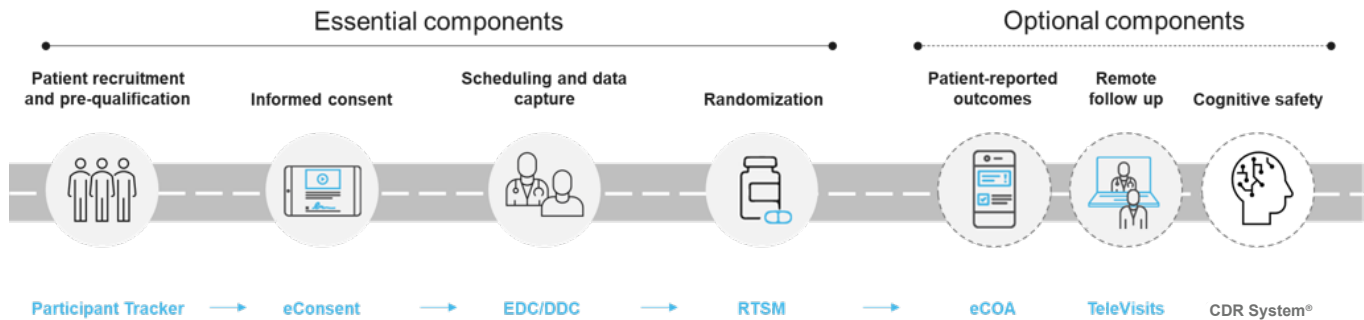 Essential components
Optional components
Patient recruitment
and pre-qualification
Informed consent
Scheduling and data
capture
Randomization
Patient-reported
outcomes
Remote
follow up
Cognitive safety
Participant Tracker
eConsent
EDC/DDC
RTSM
eCOA
TeleVisits
CDR System®